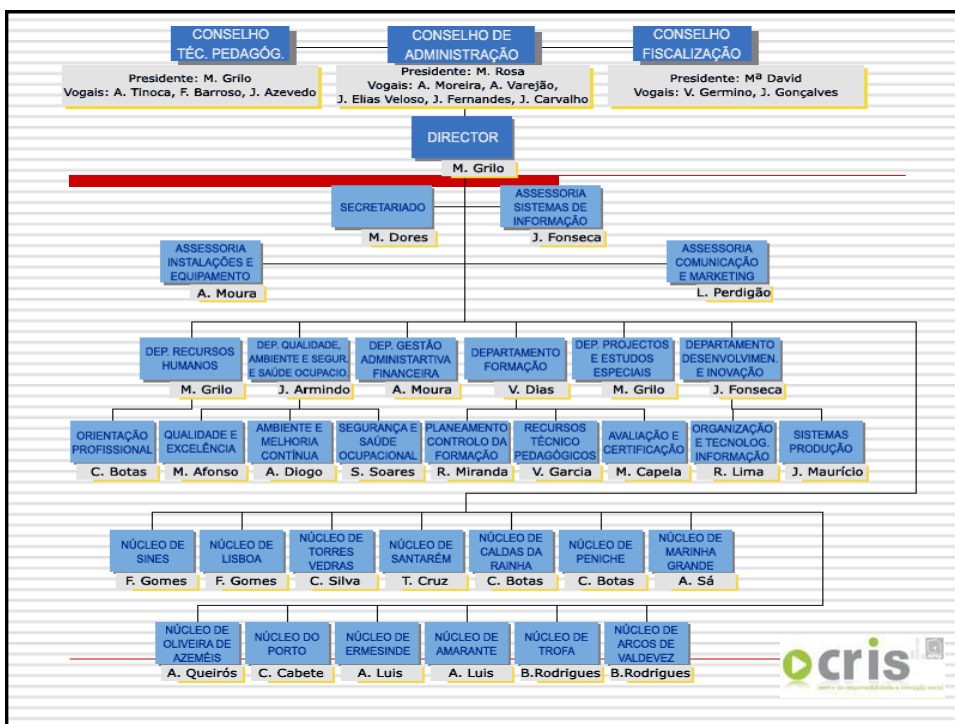 CONSELHO
TÉC. PEDAGÓG.
CONSELHO DE
ADMINISTRAÇÃO
CONSELHO
FISCALIZAÇÃO
Presidente: M. Grilo
Vogais: A. Tinoca, F. Barroso, J. Azevedo
Presidente: M. Rosa
Vogais: A. Moreira, A. Varejão,
J. Elias Veloso, J. Fernandes, J. Carvalho
Presidente: Mª David
Vogais: V. Germino, J. Gonçalves
DIRECTOR
M. Grilo
SECRETARIADO
M. Dores
ASSESSORIA
SISTEMAS DE
INFORMAÇÃO
J. Fonseca
ASSESSORIA
INSTALAÇÕES E
EQUIPAMENTO
A. Moura
ASSESSORIA
COMUNICAÇÃO
E MARKETING
L. Perdigão
DEP. RECURSOS
HUMANOS
M. Grilo
DEP. QUALIDADE,
AMBIENTE E SEGUR.
E SAÚDE OCUPACIO.
J. Armindo
DEP. GESTÃO
ADMINISTARTIVA
FINANCEIRA
A. Moura
DEPARTAMENTO
FORMAÇÃO
V. Dias
DEP. PROJECTOS
E ESTUDOS
ESPECIAIS
M. Grilo
DEPARTAMENTO
DESENVOLVIMEN.
E INOVAÇÃO
J. Fonseca
ORIENTAÇÃO
PROFISSIONAL
C. Botas
QUALIDADE E
EXCELÊNCIA
M. Afonso
AMBIENTE E
MELHORIA
CONTÍNUA
A. Diogo
SEGURANÇA E
SAÚDE
OCUPACIONAL
S. Soares
PLANEAMENTO
CONTROLO DA
FORMAÇÃO
R. Miranda
RECURSOS
TÉCNICO
PEDAGÓGICOS
V. Garcia
AVALIAÇÃO E
CERTIFICAÇÃO
M. Capela
ORGANIZAÇÃO
E TECNOLOG.
INFORMAÇÃO
R. Lima
SISTEMAS
PRODUÇÃO
J. Maurício
NÚCLEO DE
SINES
F. Gomes
NÚCLEO DE
LISBOA
F. Gomes
NÚCLEO DE
TORRES
VEDRAS
C. Silva
NÚCLEO DE
SANTARÉM
T. Cruz
NÚCLEO DE
CALDAS DA
RAINHA
C. Botas
NÚCLEO DE
PENICHE
C. Botas
NÚCLEO DE
MARINHA
GRANDE
A. Sá
NÚCLEO DE
OLIVEIRA DE
AZEMÉIS
A. Queirós
NÚCLEO DO
PORTO
C. Cabete
NÚCLEO DE
ERMESINDE
A. Luis
NÚCLEO DE
AMARANTE
A. Luis
NÚCLEO DE
TROFA
B.Rodrigues
NÚCLEO DE
ARCOS DE
VALDEVEZ
B.Rodrigues
cris
centro de responsabilidade e inovação social